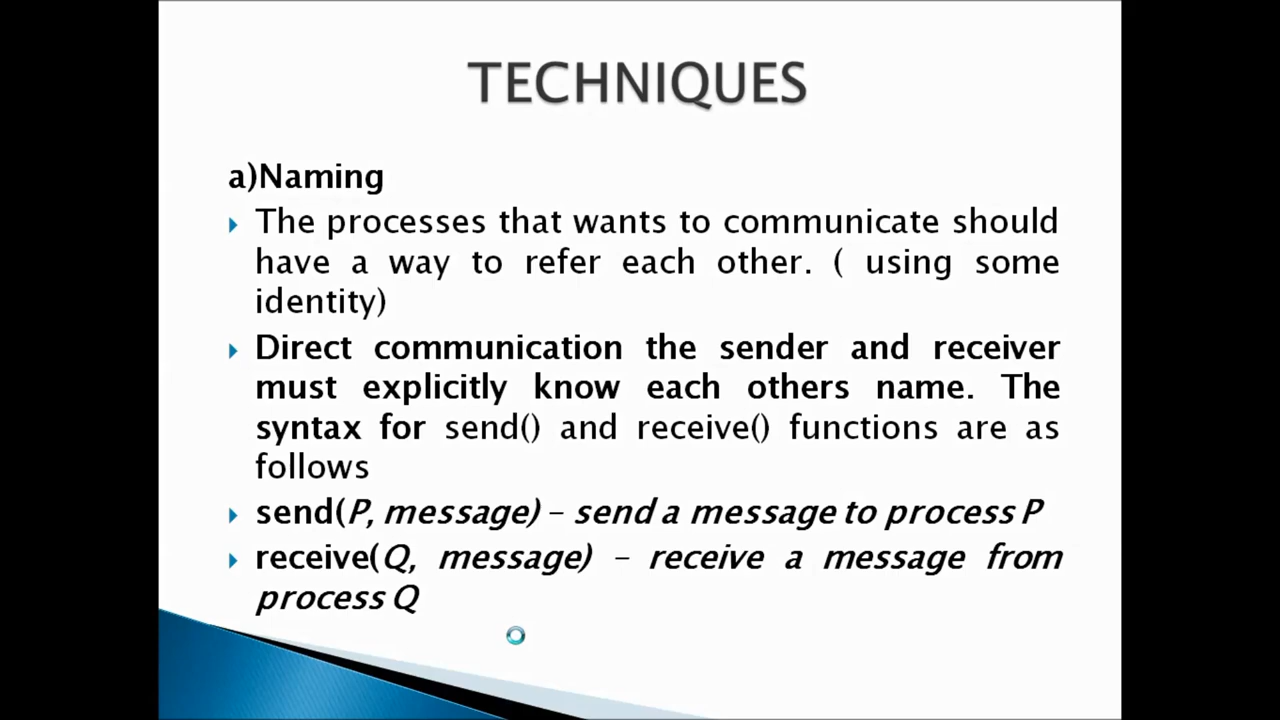 TECHNIQUES
a)Naming
The processes that wants to communicate should
have a way to refer each other. ( using some
identity)
Direct communication the sender and receiver
must explicitly know each others name. The
syntax for send() and receive() functions are as
follows
send(P, message) – send a message to process P
receive(Q, message) – receive a message from
process Q